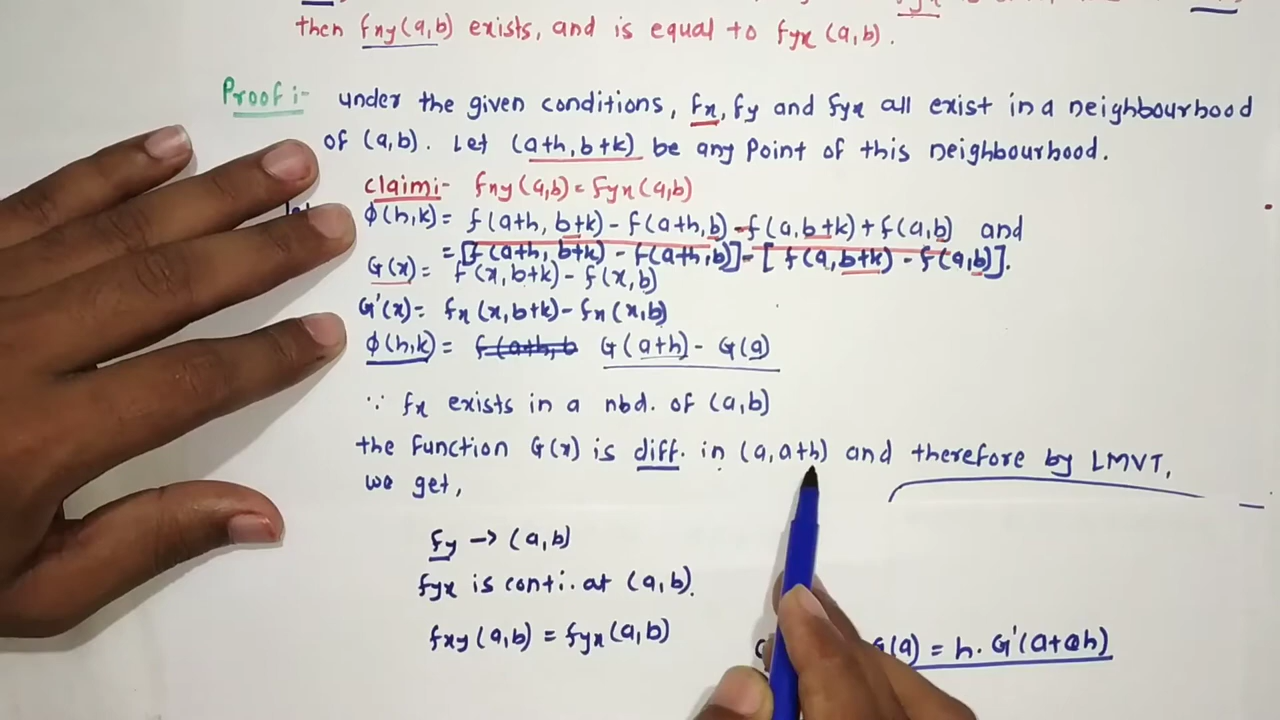 then fxy(a,b) exists, and is equal to fyx (a,b).
Proof :- under the given conditions, fx, fy and fyx all exist in a neighbourhood
of (a,b). Let (a+h, b+k) be any point of this neighbourhood.
claim:- fxy (a,b) = fyx(a,b)
φ(h,k) = f(a+h, b+k) - f(a+h, b) - f(a, b+k) + f(a,b) and
= [f(a+h, b+k) - f(a+h, b)] - [f(a, b+k) - f(a,b)].
G(x) = f(x, b+k) - f(x,b)
G'(x) = fx (x, b+k) - fx (x,b)
φ(h,k) = f(a+h, b G(a+h) - G(a)
∵ fx exists in a nbd. of (a,b)
the function G(x) is diff. in (a, a+h) and therefore by LMVT,
we get,
fy → (a,b)
fyx is conti. at (a,b).
fxy (a,b) = fyx (a,b)
G(a) = h. G'(a+θh)